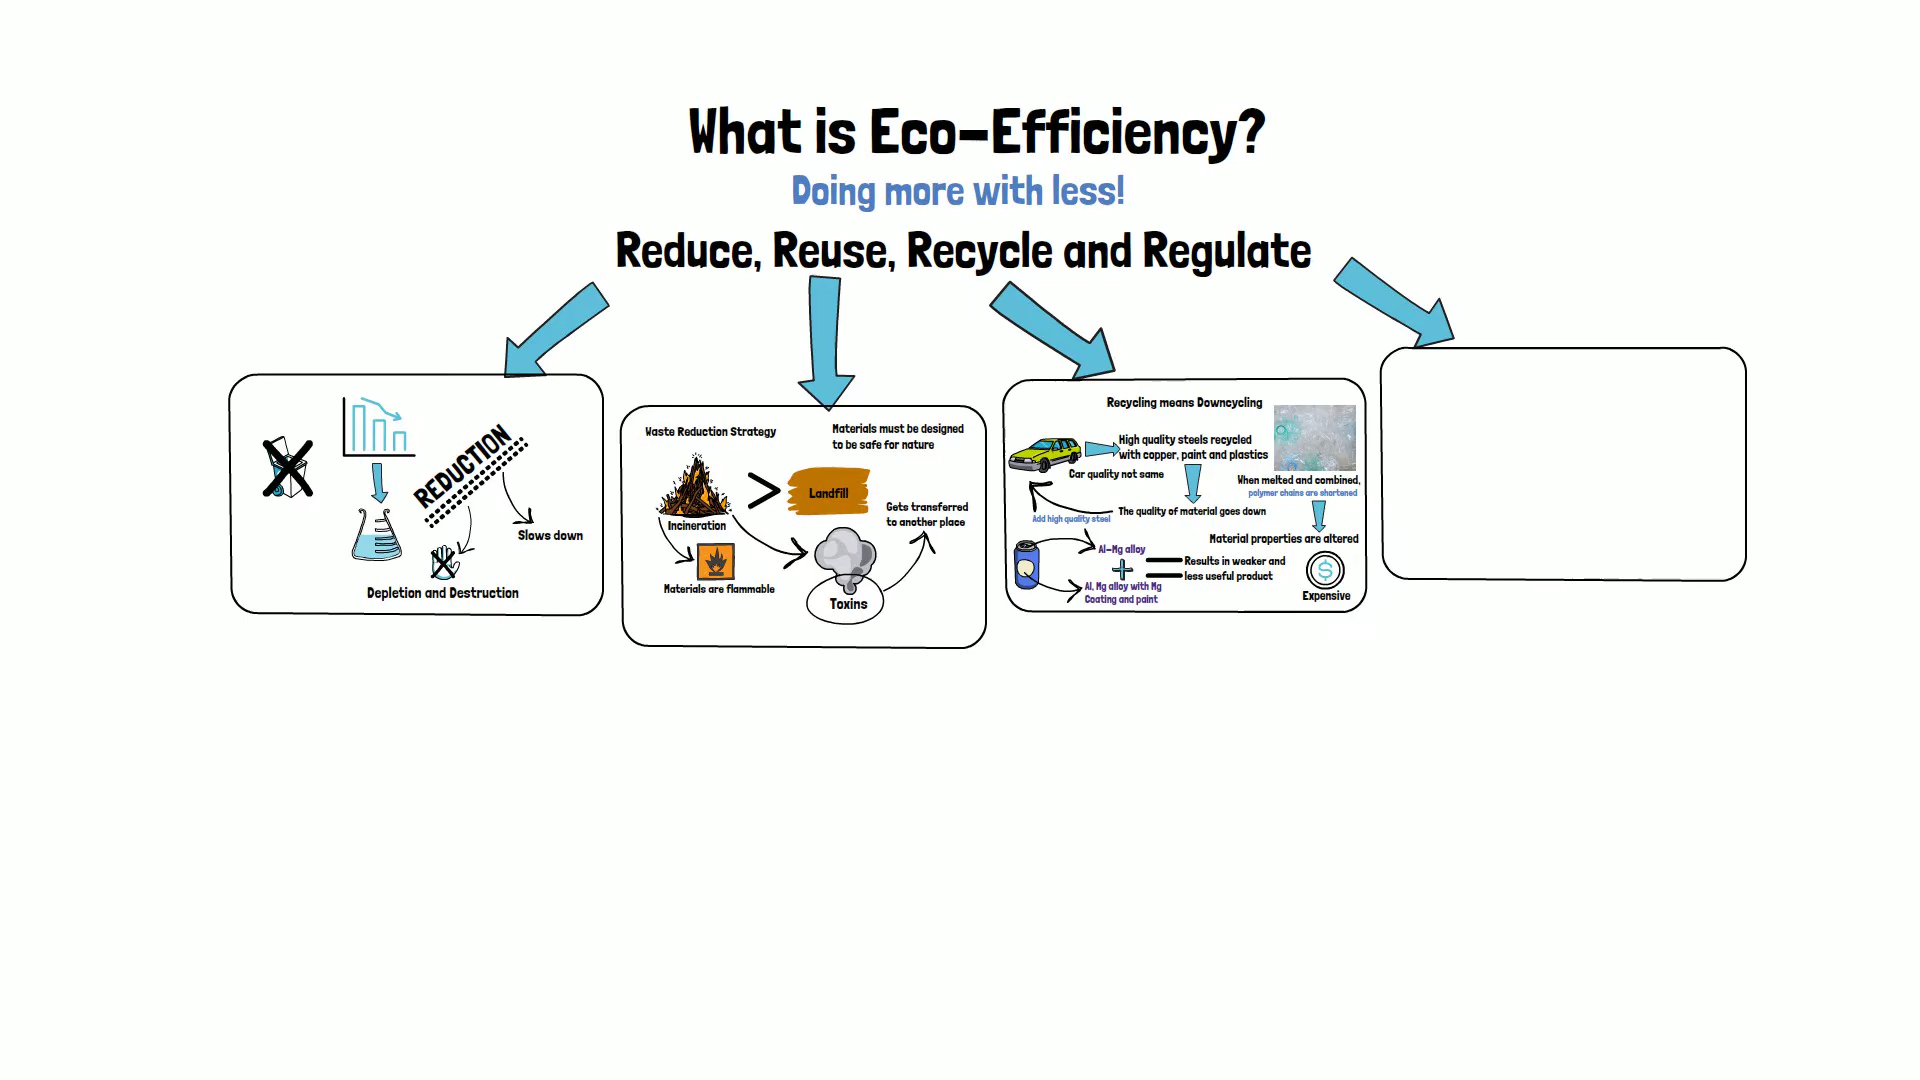 What is Eco-Efficiency?
Doing more with less!
Reduce, Reuse, Recycle and Regulate
REDUCTION
Slows down
Depletion and Destruction
Waste Reduction Strategy
Materials must be designed
to be safe for nature
Landfill
Incineration
Gets transferred
to another place
Materials are flammable
Toxins
Recycling means Downcycling
High quality steels recycled
with copper, paint and plastics
Car quality not same
When melted and combined,
polymer chains are shortened
Add high quality steel
The quality of material goes down
Material properties are altered
Al-Mg alloy
+
Results in weaker and
less useful product
Al, Mg alloy with Mg
Coating and paint
$
Expensive